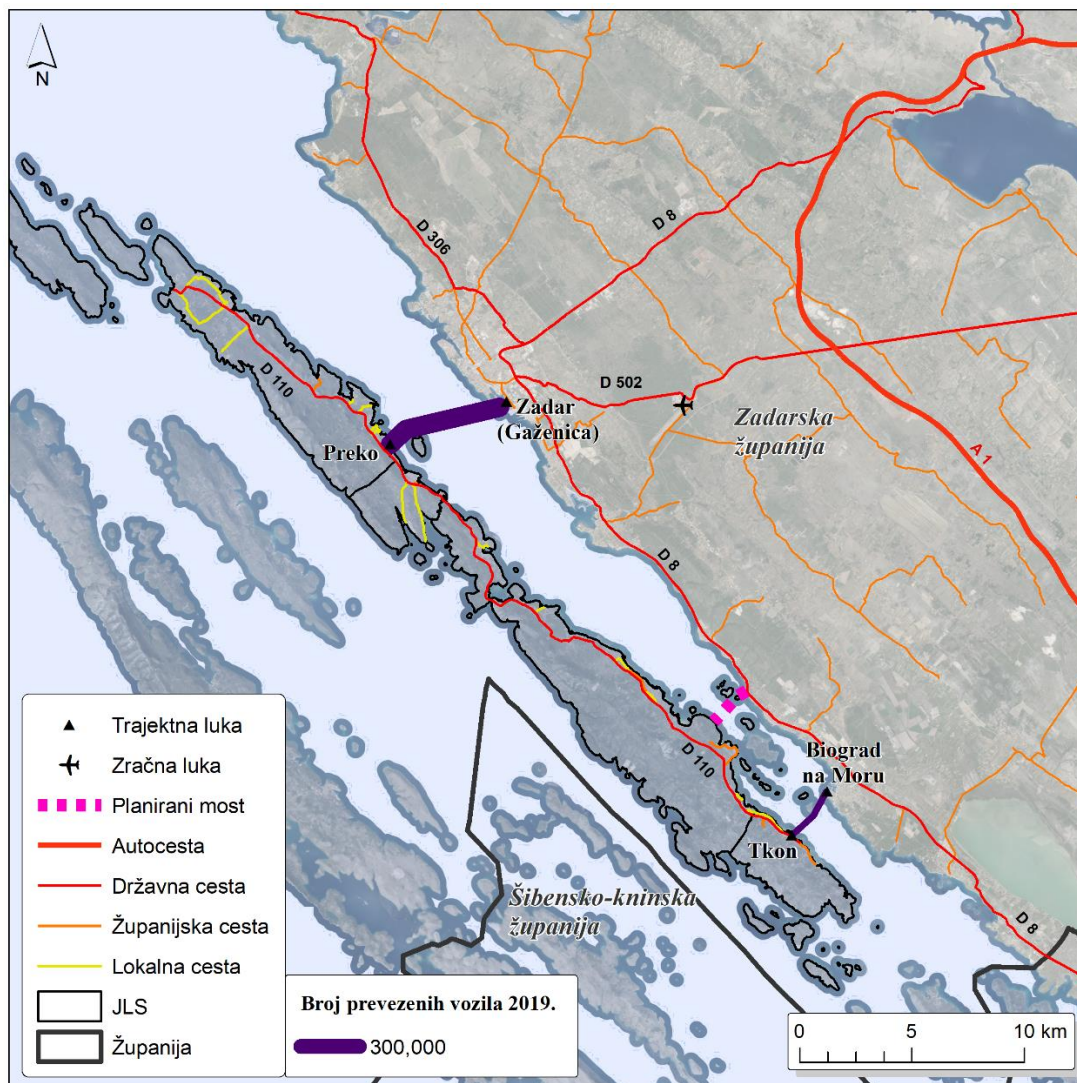 N
D 306
D 8
D 110
D 502
Zadar
(Gaženica)
Zadarska
županija
Preko
A 1
D 8
D 110
Biograd
na Moru
Tkon
Šibensko-kninska
županija
D 8
Trajektna luka
Zračna luka
Planirani most
Autocesta
Državna cesta
Županijska cesta
Lokalna cesta
JLS
Županija
Broj prevezenih vozila 2019.
300,000
0 5 10 km